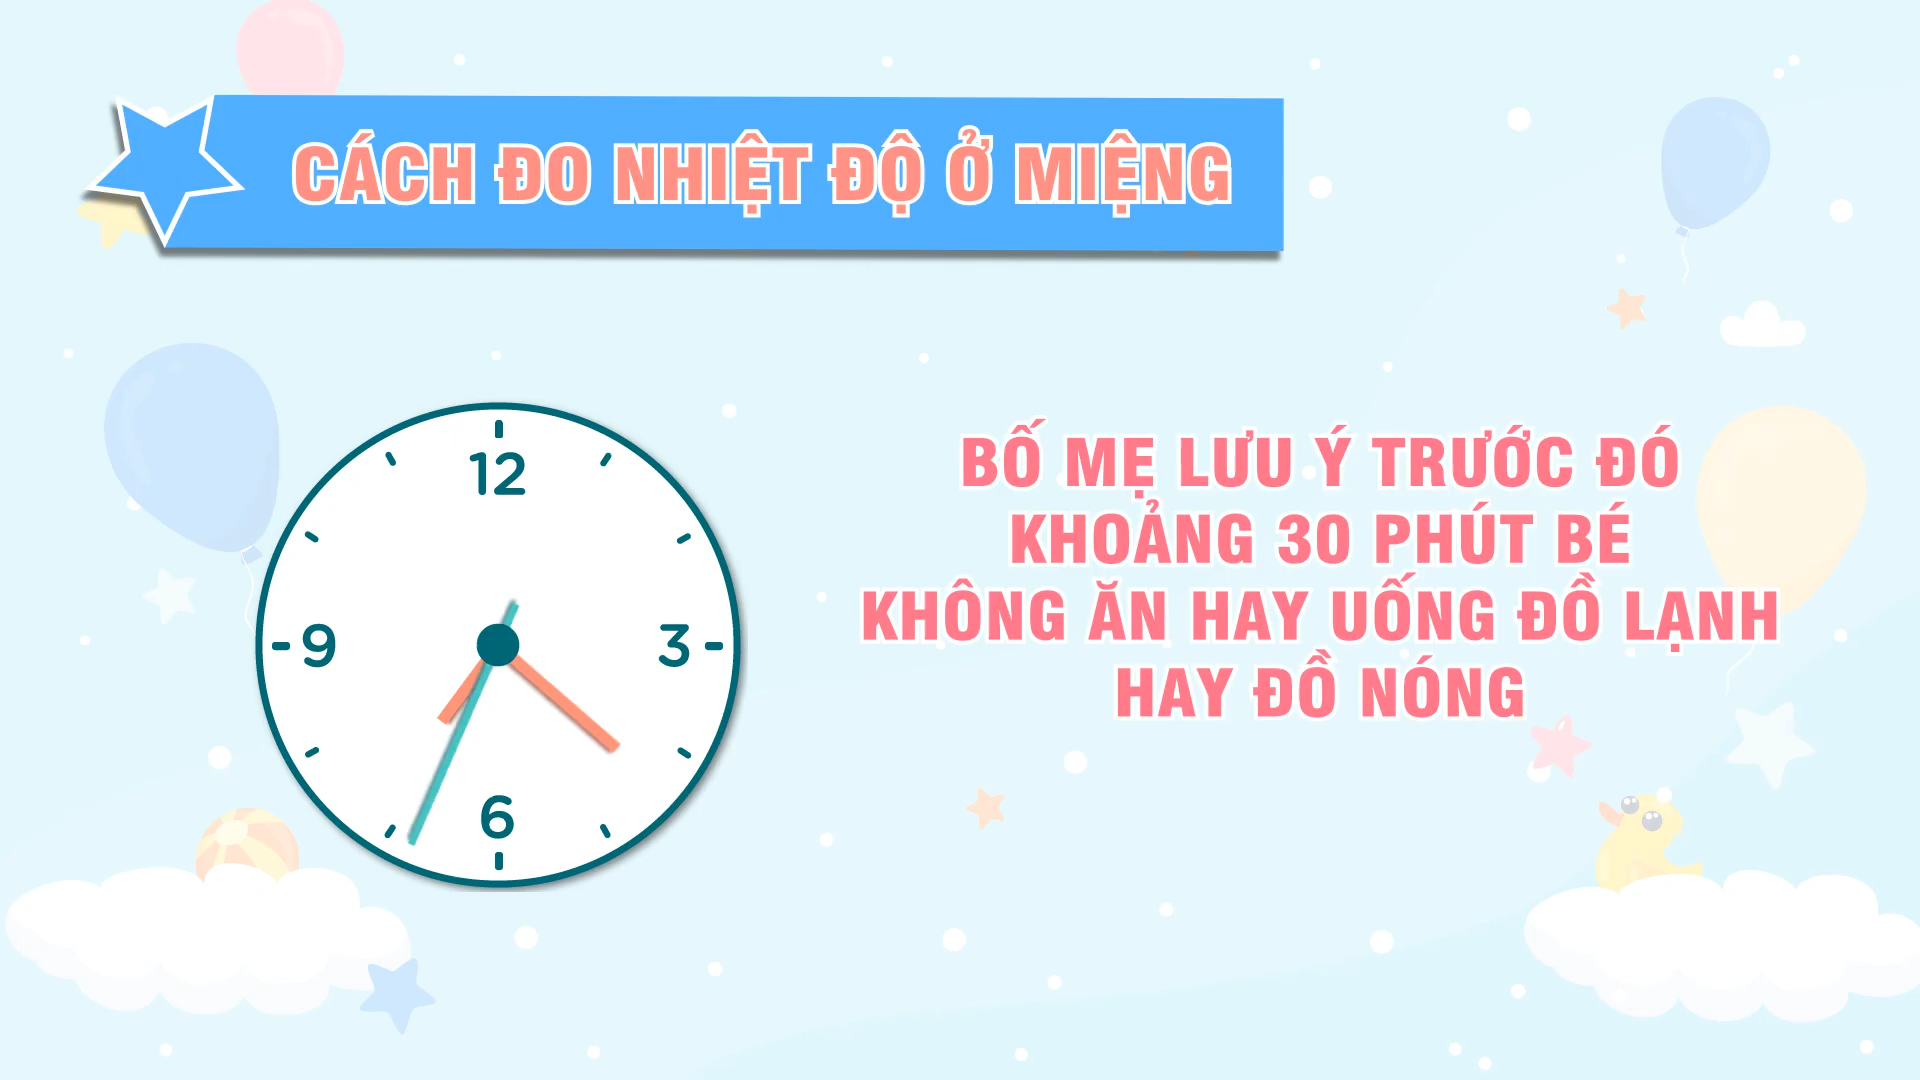 CÁCH ĐO NHIỆT ĐỘ Ở MIỆNG
12
9
3
6
BỐ MẸ LƯU Ý TRƯỚC ĐÓ
KHOẢNG 30 PHÚT BÉ
KHÔNG ĂN HAY UỐNG ĐỒ LẠNH
HAY ĐỒ NÓNG